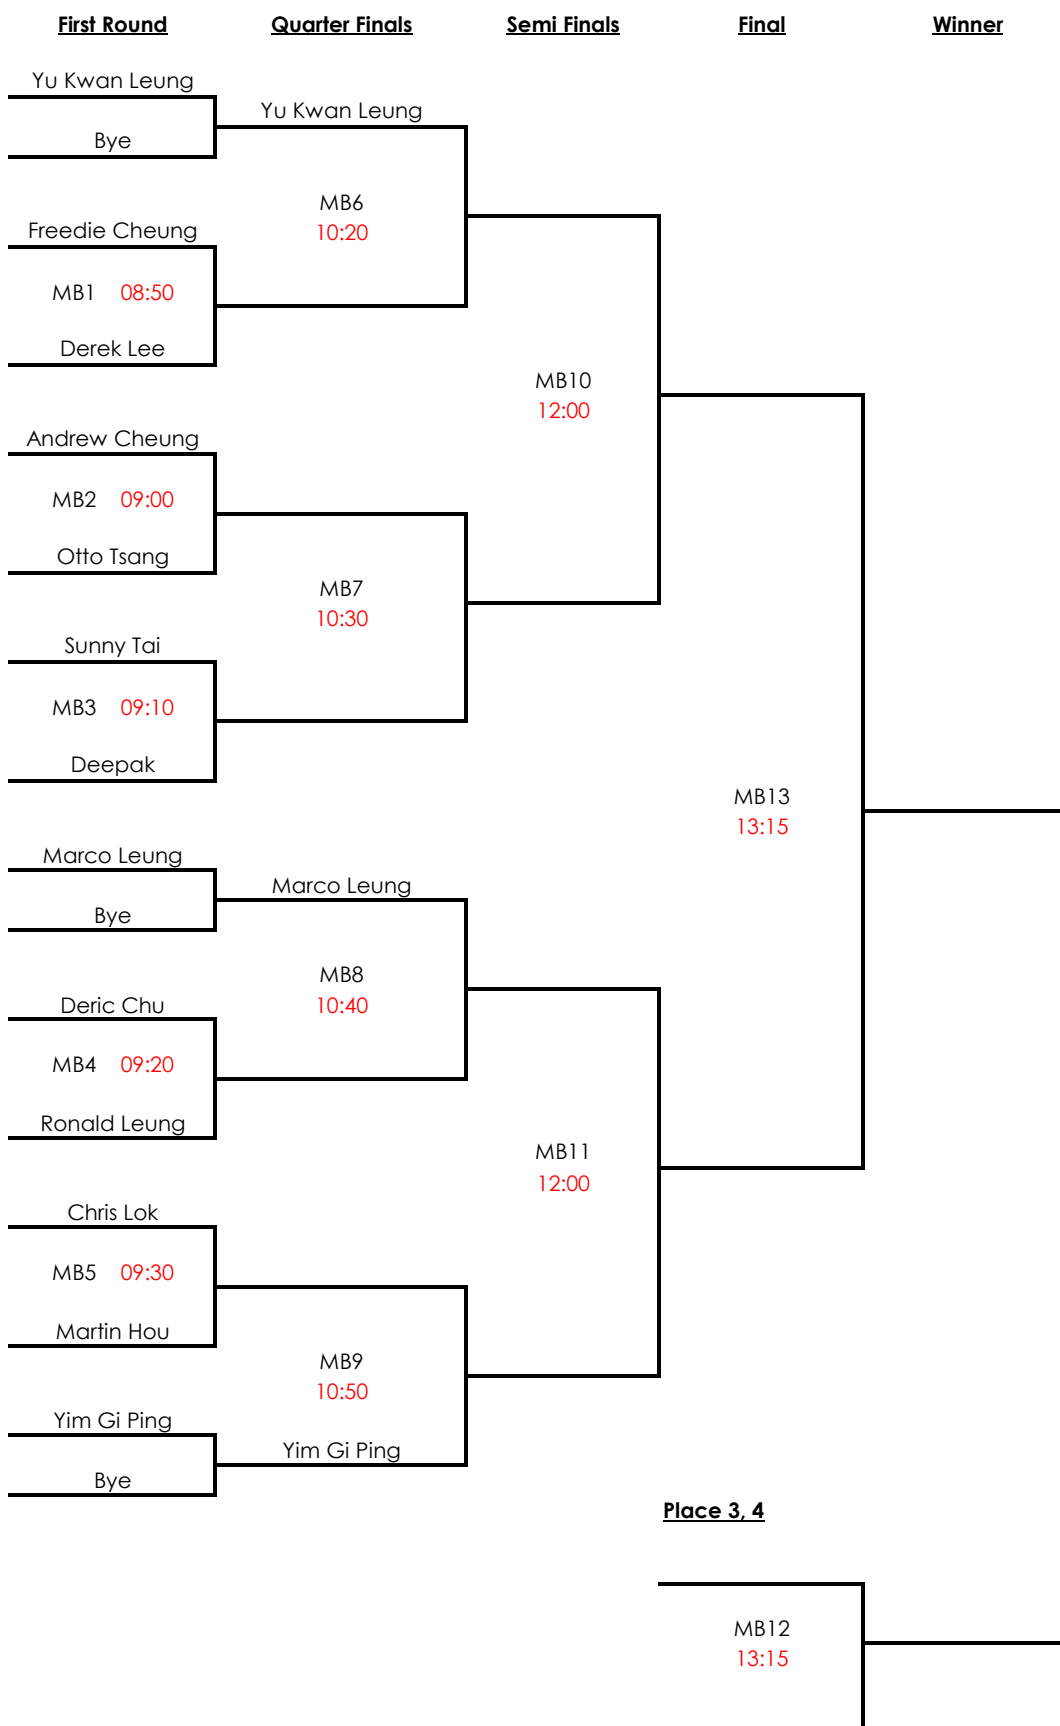 First Round Quarter Finals Semi Finals Final Winner
Yu Kwan Leung
Yu Kwan Leung
Bye
MB6
10:20
Freedie Cheung
MB1 08:50
Derek Lee
MB10
12:00
Andrew Cheung
MB2 09:00
Otto Tsang
MB7
10:30
Sunny Tai
MB3 09:10
Deepak
MB13
13:15
Marco Leung
Marco Leung
Bye
MB8
10:40
Deric Chu
MB4 09:20
Ronald Leung
MB11
12:00
Chris Lok
MB5 09:30
Martin Hou
MB9
10:50
Yim Gi Ping
Yim Gi Ping
Bye
Place 3, 4
MB12
13:15